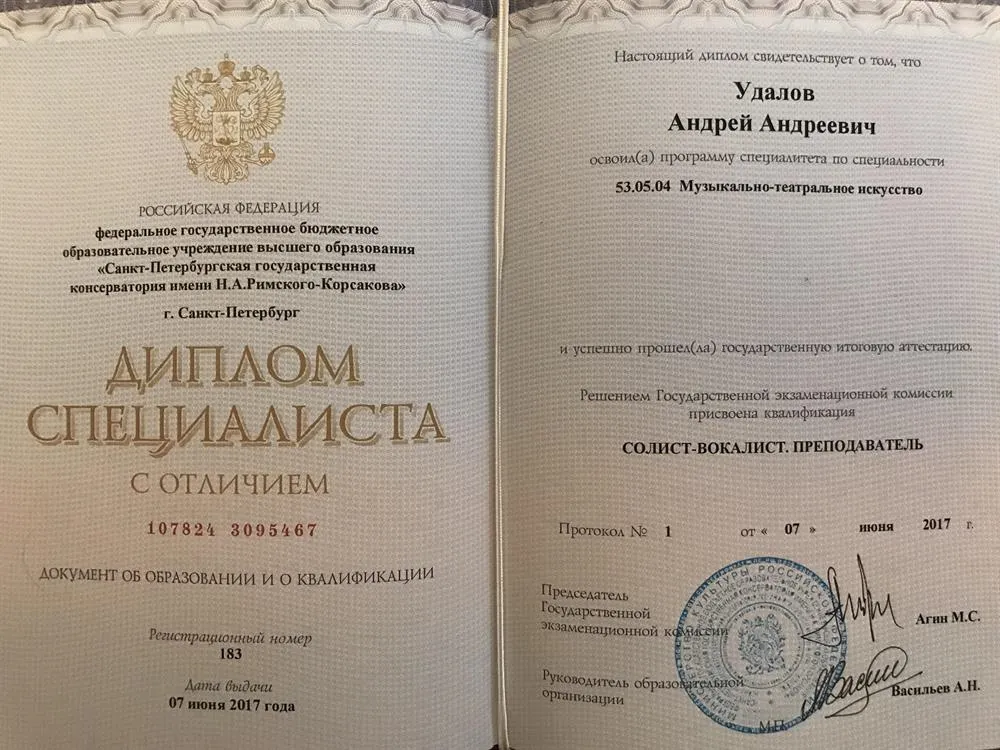 РОССИЙСКАЯ ФЕДЕРАЦИЯ
федеральное государственное бюджетное
образовательное учреждение высшего образования
«Санкт-Петербургская государственная
консерватория имени Н.А.Римского-Корсакова»
г. Санкт-Петербург
ДИПЛОМ
СПЕЦИАЛИСТА
С ОТЛИЧИЕМ
107824 3095467
ДОКУМЕНТ ОБ ОБРАЗОВАНИИ И О КВАЛИФИКАЦИИ
Регистрационный номер
183
Дата выдачи
07 июня 2017 года
Настоящий диплом свидетельствует о том, что
Удалов
Андрей Андреевич
освоил(а) программу специалитета по специальности
53.05.04 Музыкально-театральное искусство
и успешно прошел(ла) государственную итоговую аттестацию.
Решением Государственной экзаменационной комиссии
присвоена квалификация
СОЛИСТ-ВОКАЛИСТ. ПРЕПОДАВАТЕЛЬ
Протокол № 1 от « 07 » июня 2017 г.
Председатель
Государственной
экзаменационной комиссии
Агин М.С.
Руководитель образовательной
организации
Васильев А.Н.
М.П.